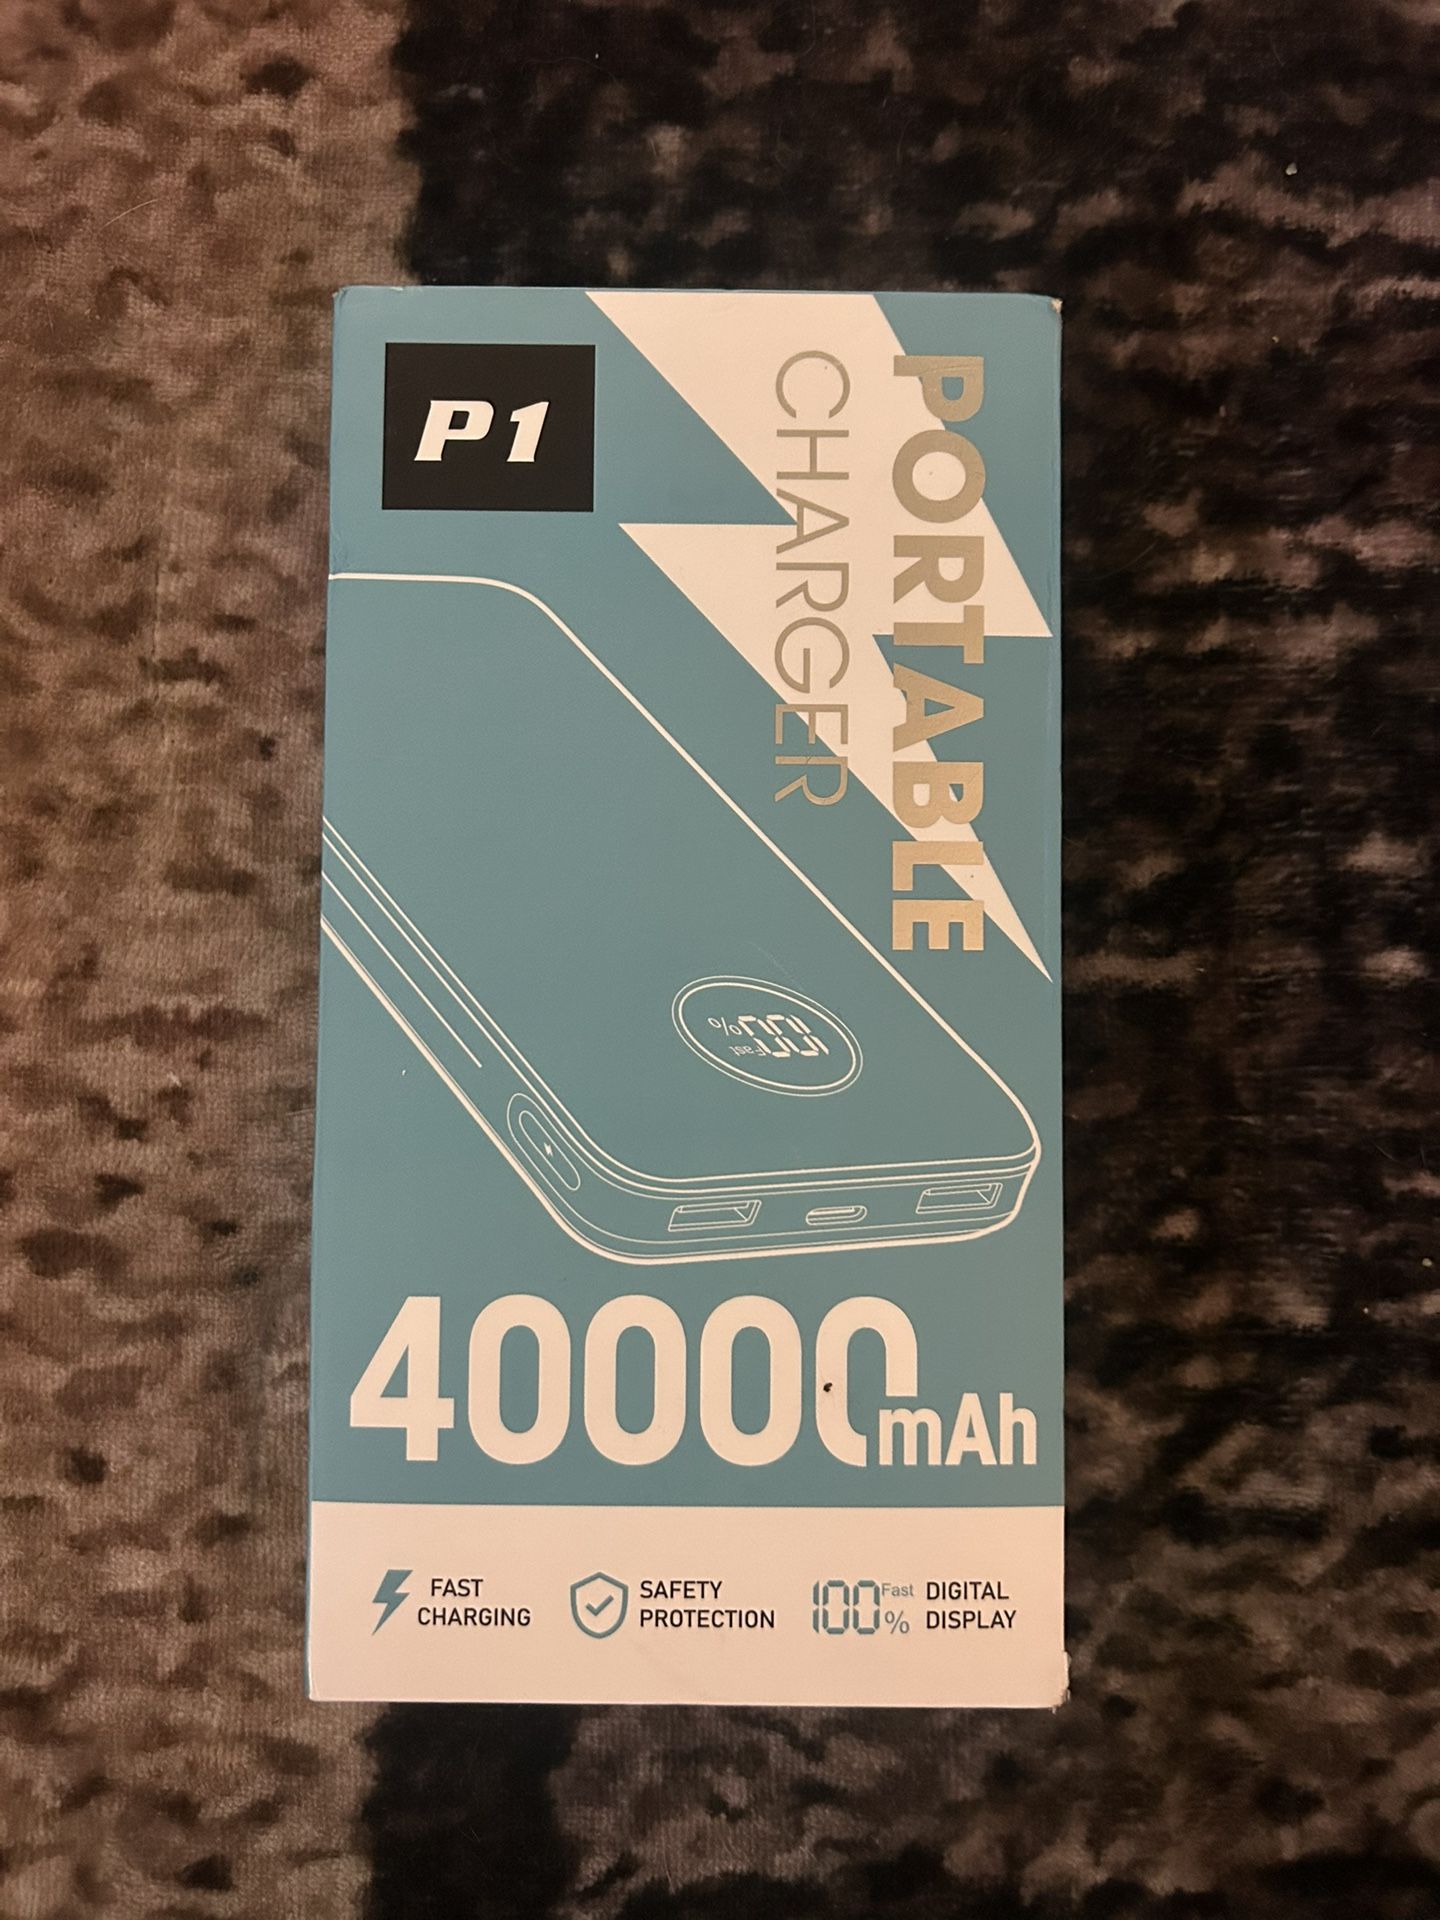 P1
PORTABLE
CHARGER
100
Fast
%
40000mAh
FAST
CHARGING
SAFETY
PROTECTION
100 Fast
%
DIGITAL
DISPLAY